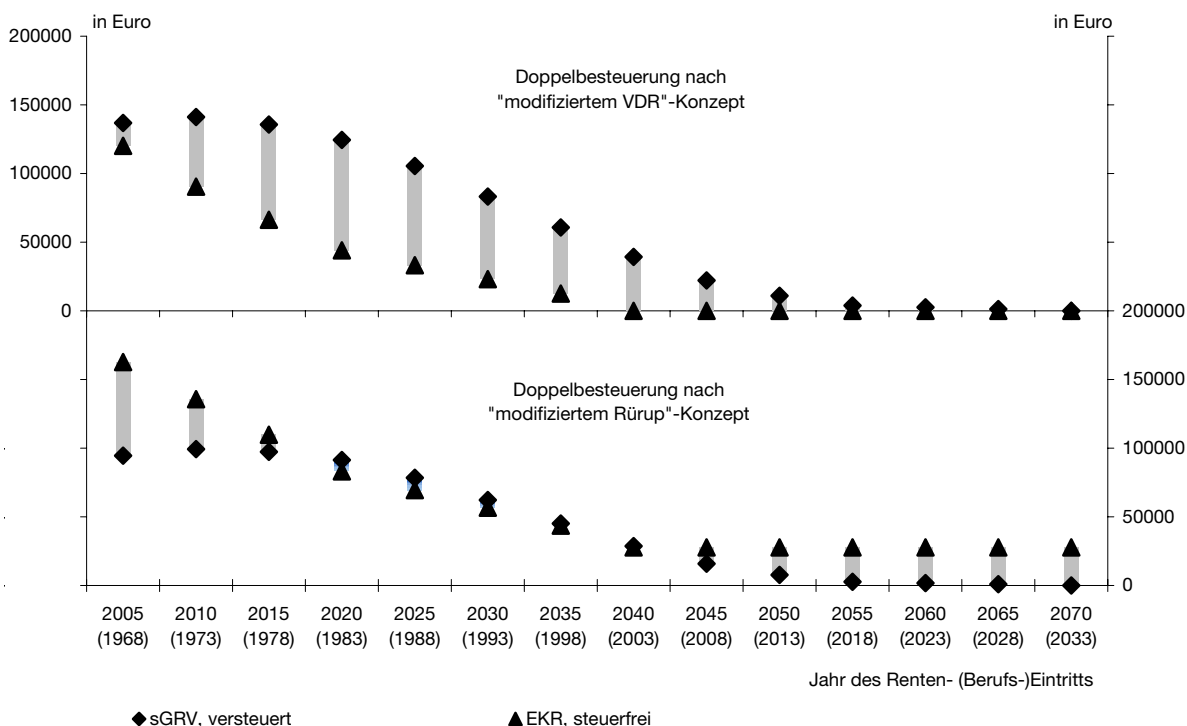 in Euro
in Euro
200000
Doppelbesteuerung nach
"modifiziertem VDR"-Konzept
150000
100000
50000
0
200000
Doppelbesteuerung nach
"modifiziertem Rürup"-Konzept
150000
100000
50000
0
2005 2010 2015 2020 2025 2030 2035 2040 2045 2050 2055 2060 2065 2070
(1968) (1973) (1978) (1983) (1988) (1993) (1998) (2003) (2008) (2013) (2018) (2023) (2028) (2033)
Jahr des Renten- (Berufs-)Eintritts
sGRV, versteuert
EKR, steuerfrei